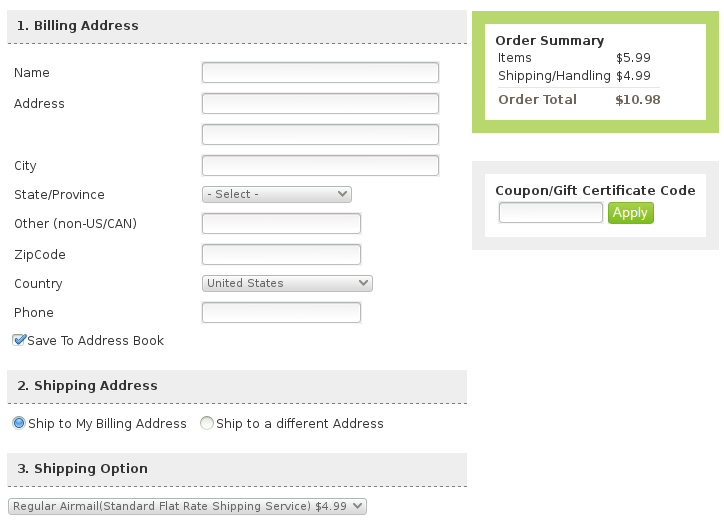 1. Billing Address
Name
Address
City
State/Province
- Select -
Other (non-US/CAN)
ZipCode
Country
United States
Phone
Save To Address Book
2. Shipping Address
Ship to My Billing Address
Ship to a different Address
3. Shipping Option
Regular Airmail(Standard Flat Rate Shipping Service) $4.99
Order Summary
Items $5.99
Shipping/Handling $4.99
Order Total $10.98
Coupon/Gift Certificate Code
Apply